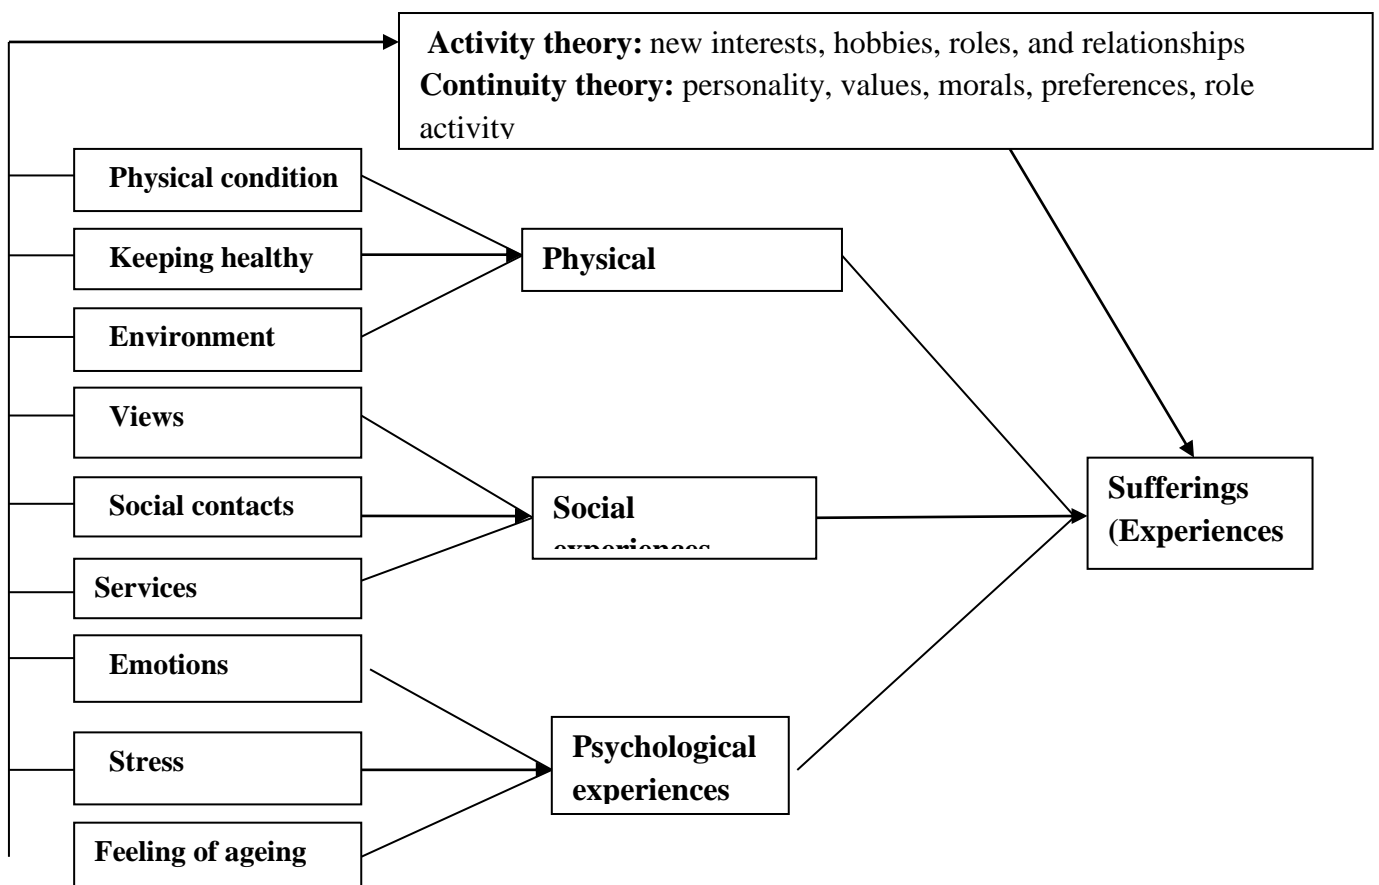 Activity theory: new interests, hobbies, roles, and relationships
Continuity theory: personality, values, morals, preferences, role
activity
Physical condition
Keeping healthy
Environment
Views
Social contacts
Services
Emotions
Stress
Feeling of ageing
Physical
Social
experiences
Psychological
experiences
Sufferings
(Experiences